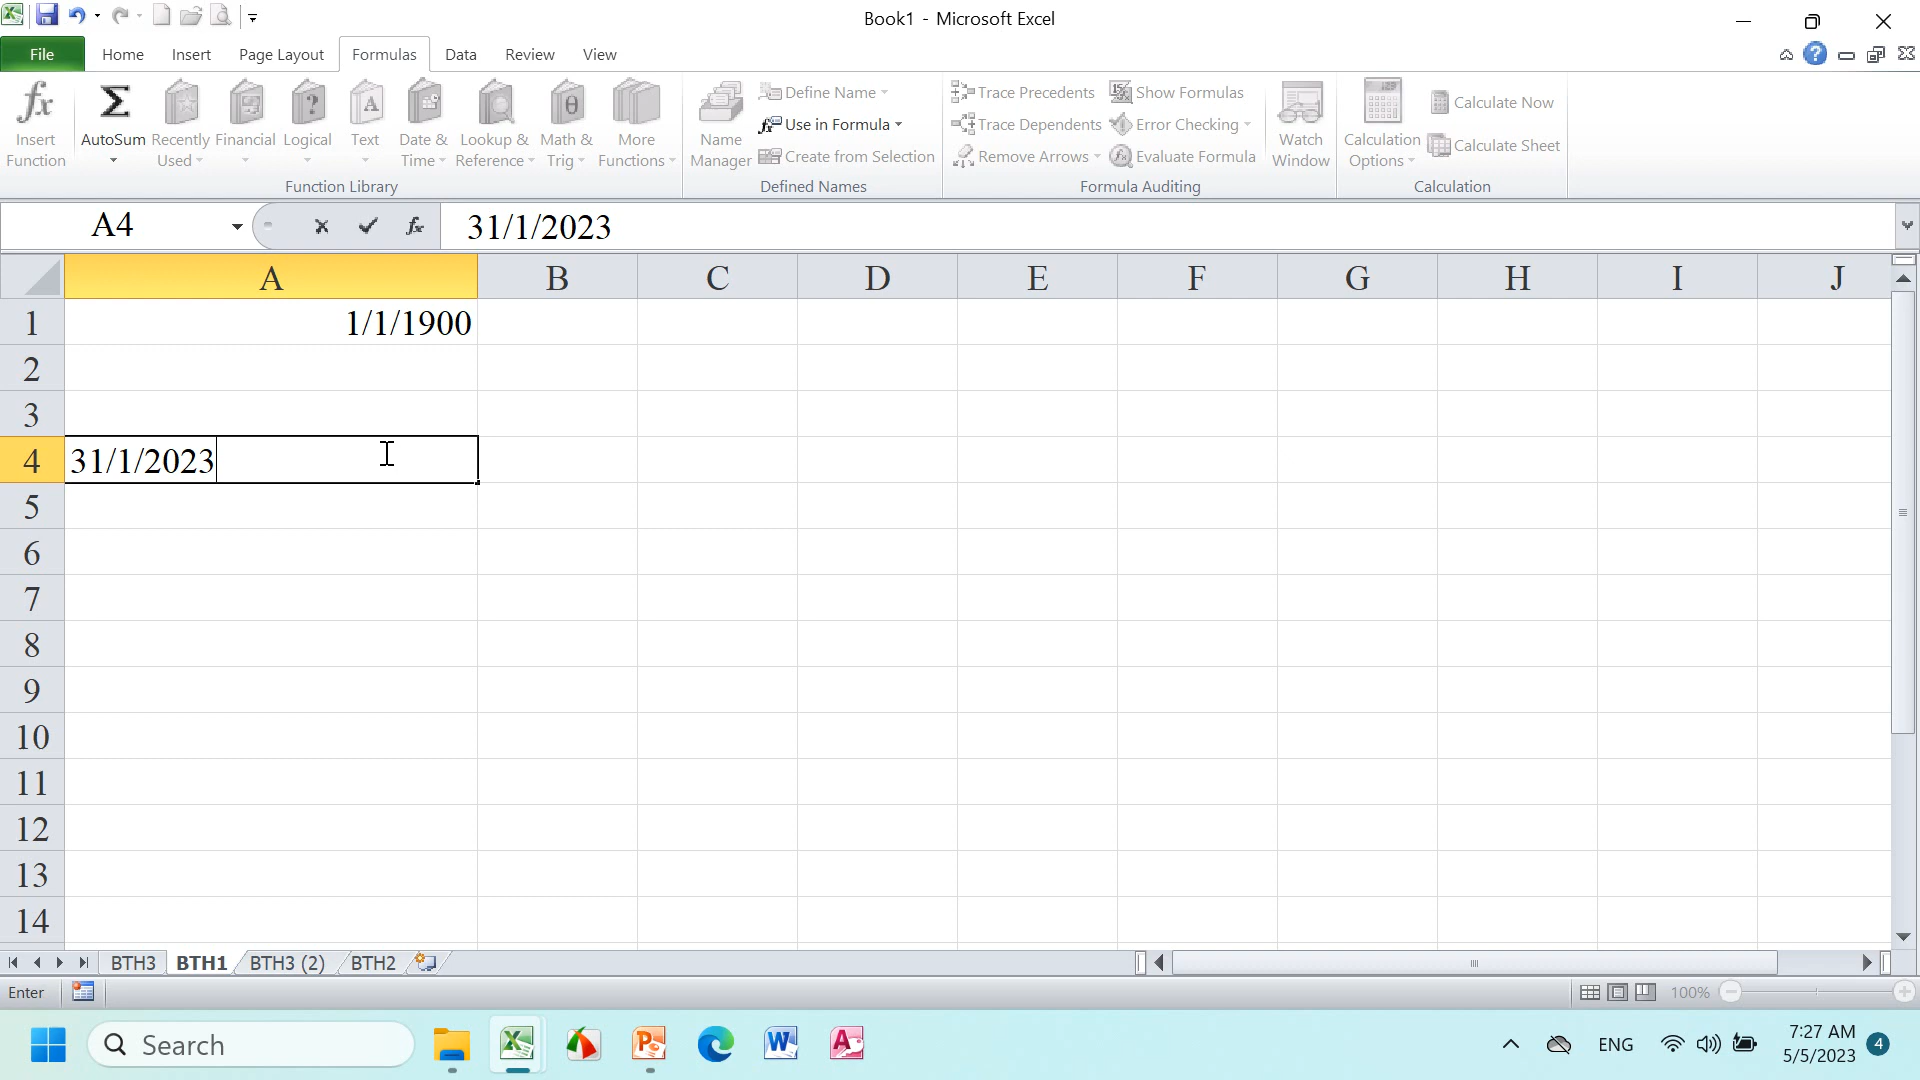 Book1 - Microsoft Excel
File Home Insert Page Layout Formulas Data Review View
Insert Function
AutoSum
Recently Used
Financial
Logical
Text
Date & Time
Lookup & Reference
Math & Trig
More Functions
Function Library
Name Manager
Define Name
Use in Formula
Create from Selection
Defined Names
Trace Precedents
Trace Dependents
Remove Arrows
Show Formulas
Error Checking
Evaluate Formula
Formula Auditing
Watch Window
Calculation Options
Calculate Now
Calculate Sheet
Calculation
A4 fx 31/1/2023
A B C D E F G H I J
1 1/1/1900
2
3
4 31/1/2023
5
6
7
8
9
10
11
12
13
14
BTH3 BTH1 BTH3 (2) BTH2
Enter 100%
Search ENG 7:27 AM
5/5/2023 4